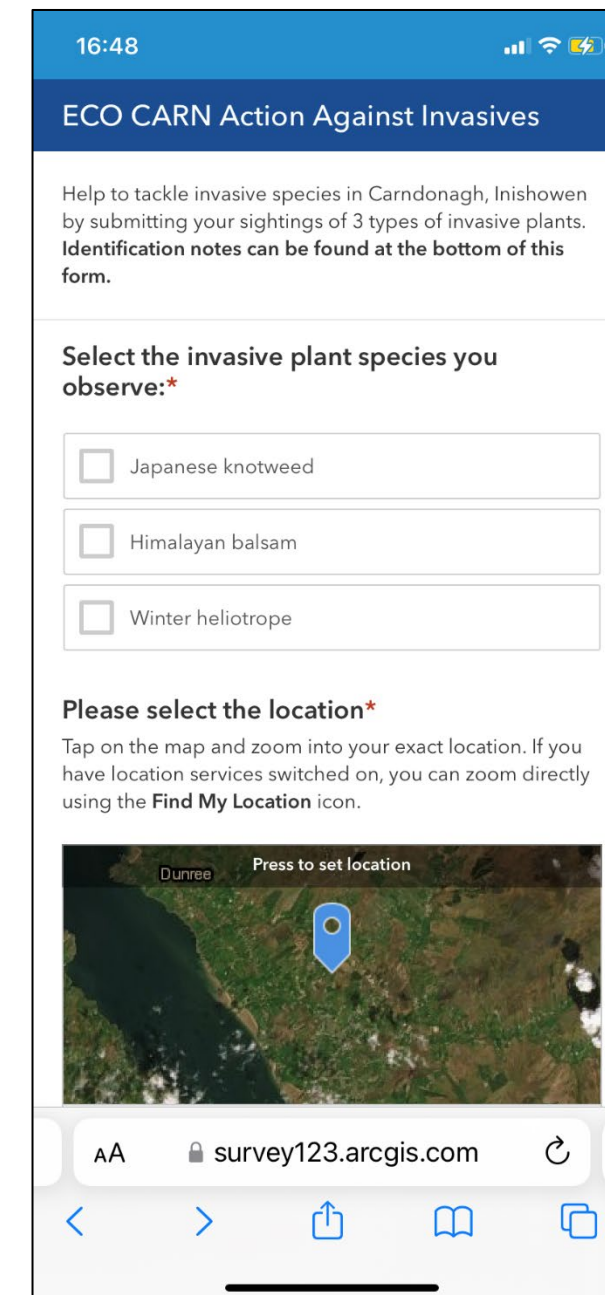 16:48
ECO CARN Action Against Invasives
Help to tackle invasive species in Carndonagh, Inishowen
by submitting your sightings of 3 types of invasive plants.
Identification notes can be found at the bottom of this
form.
Select the invasive plant species you
observe:*
Japanese knotweed
Himalayan balsam
Winter heliotrope
Please select the location*
Tap on the map and zoom into your exact location. If you
have location services switched on, you can zoom directly
using the Find My Location icon.
Press to set location
Dunree
AA survey123.arcgis.com